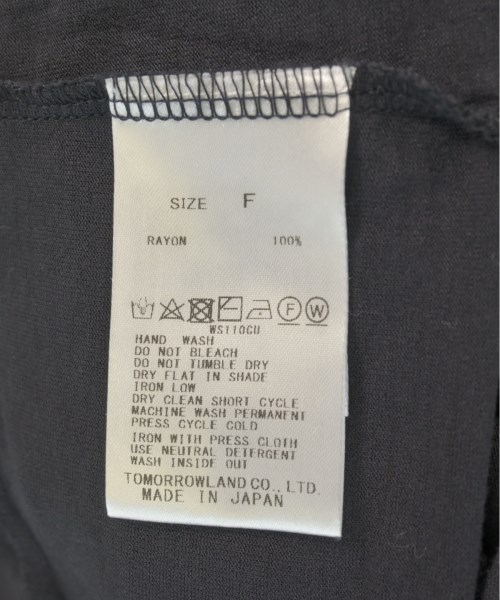 SIZE F
RAYON 100%
F W
WS110CU
HAND WASH
DO NOT BLEACH
DO NOT TUMBLE DRY
DRY FLAT IN SHADE
IRON LOW
DRY CLEAN SHORT CYCLE
MACHINE WASH PERMANENT
PRESS CYCLE COLD
IRON WITH PRESS CLOTH
USE NEUTRAL DETERGENT
WASH INSIDE OUT
TOMORROWLAND CO., LTD.
MADE IN JAPAN